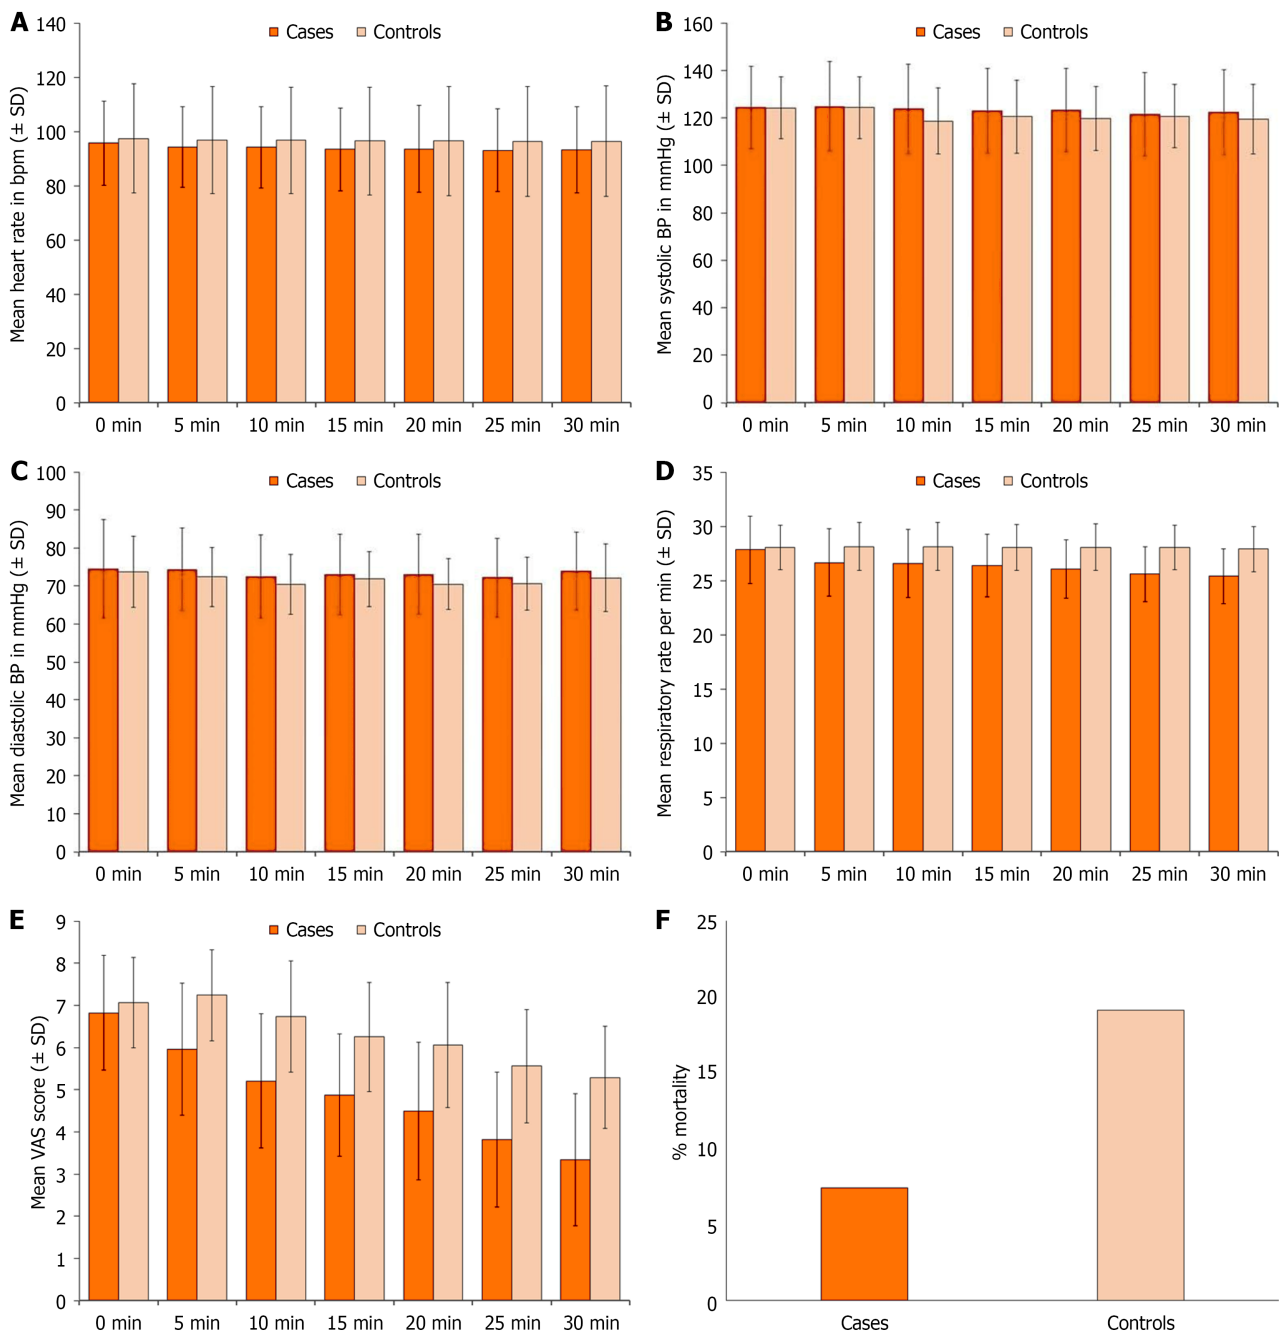 A
Mean heart rate in bpm (± SD)
Cases Controls
140
120
100
80
60
40
20
0
0 min 5 min 10 min 15 min 20 min 25 min 30 min
B
Mean systolic BP in mmHg (± SD)
Cases Controls
160
140
120
100
80
60
40
20
0
0 min 5 min 10 min 15 min 20 min 25 min 30 min
C
Mean diastolic BP in mmHg (± SD)
Cases Controls
100
90
80
70
60
50
40
30
20
10
0
0 min 5 min 10 min 15 min 20 min 25 min 30 min
D
Mean respiratory rate per min (± SD)
Cases Controls
35
30
25
20
15
10
5
0
0 min 5 min 10 min 15 min 20 min 25 min 30 min
E
Mean VAS score (± SD)
Cases Controls
9
8
7
6
5
4
3
2
1
0
0 min 5 min 10 min 15 min 20 min 25 min 30 min
F
% mortality
25
20
15
10
5
0
Cases Controls